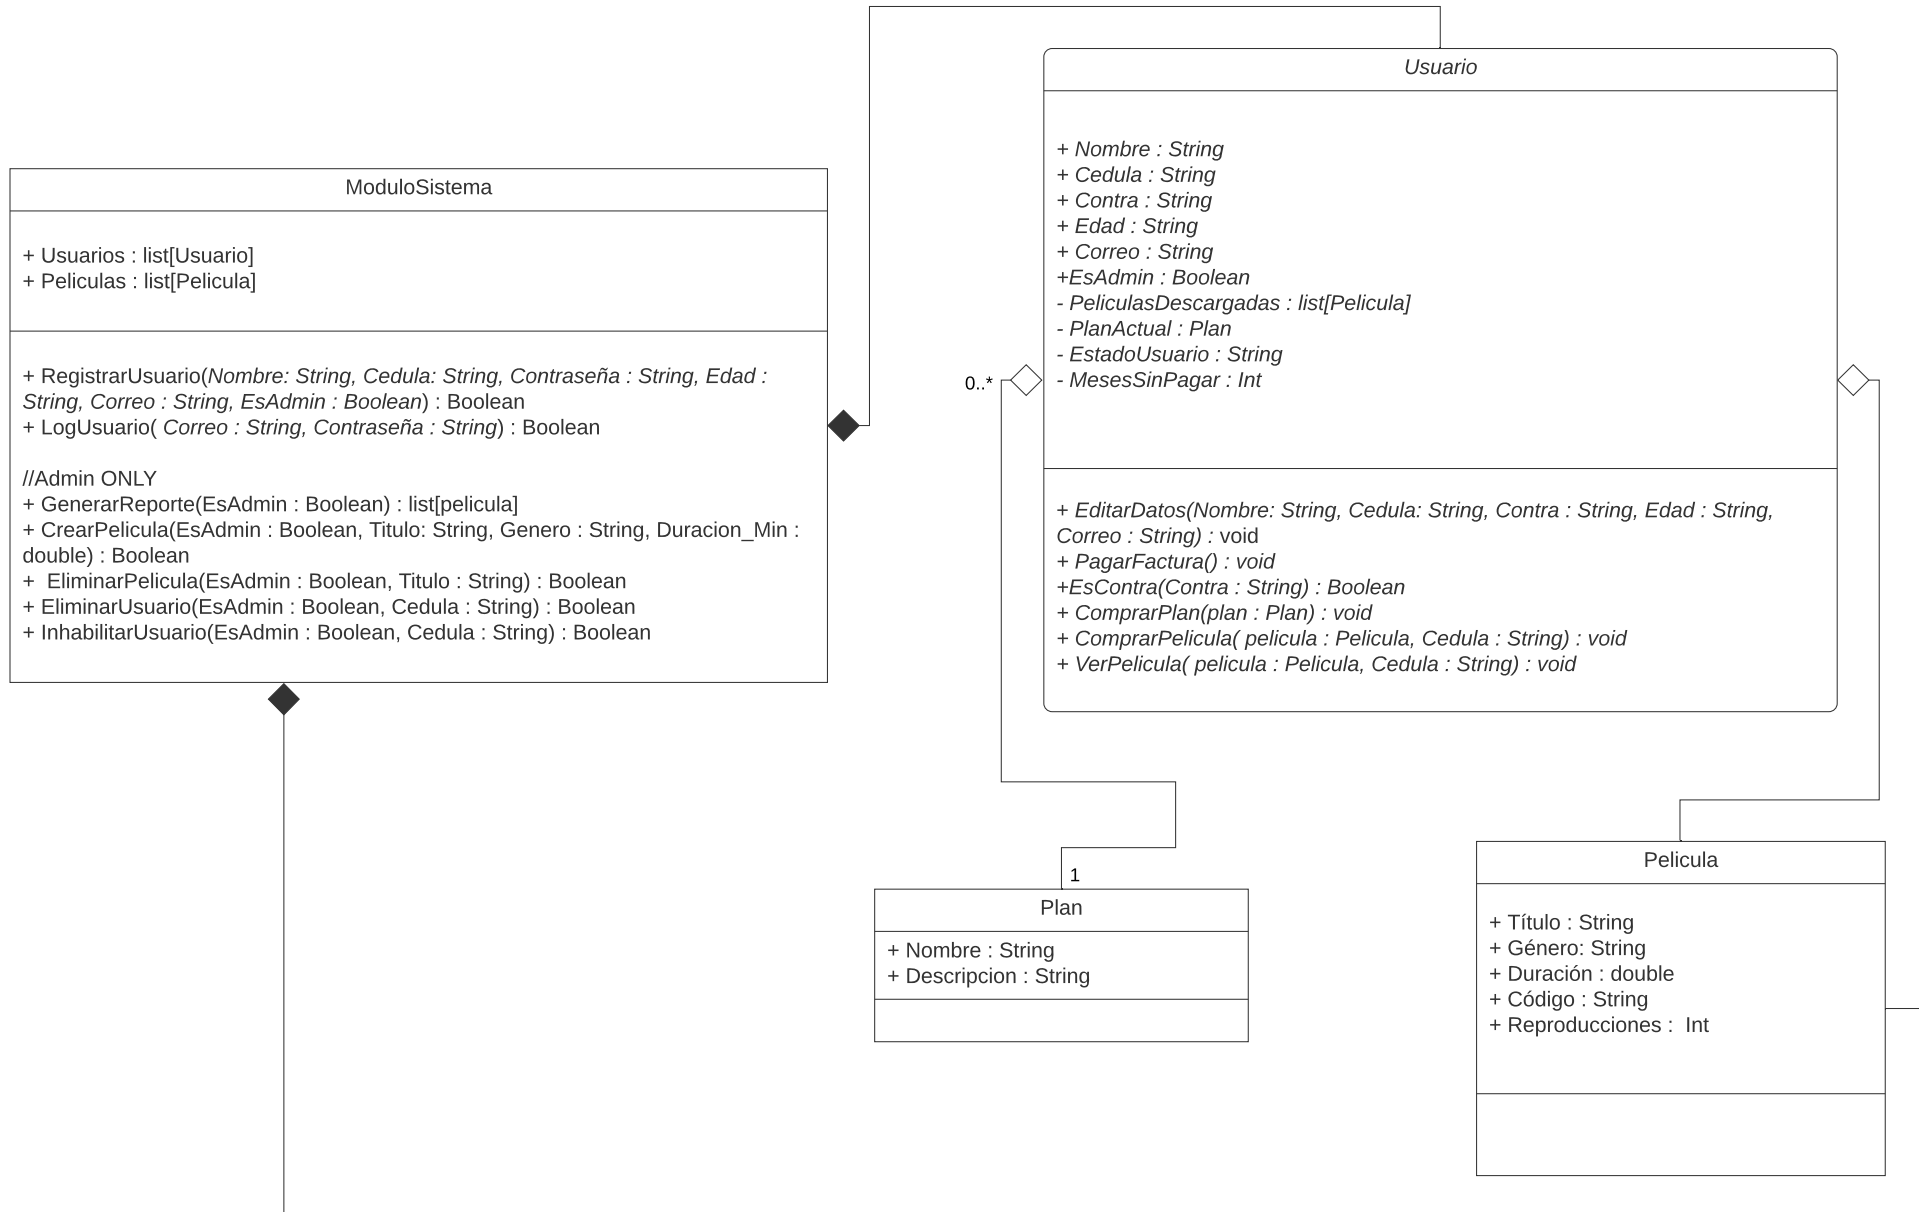 ModuloSistema
+ Usuarios : list[Usuario]
+ Peliculas : list[Pelicula]
+ RegistrarUsuario(Nombre: String, Cedula: String, Contraseña : String, Edad :
String, Correo : String, EsAdmin : Boolean) : Boolean
+ LogUsuario( Correo : String, Contraseña : String) : Boolean
//Admin ONLY
+ GenerarReporte(EsAdmin : Boolean) : list[pelicula]
+ CrearPelicula(EsAdmin : Boolean, Titulo: String, Genero : String, Duracion_Min :
double) : Boolean
+  EliminarPelicula(EsAdmin : Boolean, Titulo : String) : Boolean
+ EliminarUsuario(EsAdmin : Boolean, Cedula : String) : Boolean
+ InhabilitarUsuario(EsAdmin : Boolean, Cedula : String) : Boolean
Usuario
+ Nombre : String
+ Cedula : String
+ Contra : String
+ Edad : String
+ Correo : String
+EsAdmin : Boolean
- PeliculasDescargadas : list[Pelicula]
- PlanActual : Plan
- EstadoUsuario : String
- MesesSinPagar : Int
+ EditarDatos(Nombre: String, Cedula: String, Contra : String, Edad : String,
Correo : String) : void
+ PagarFactura() : void
+EsContra(Contra : String) : Boolean
+ ComprarPlan(plan : Plan) : void
+ ComprarPelicula( pelicula : Pelicula, Cedula : String) : void
+ VerPelicula( pelicula : Pelicula, Cedula : String) : void
0..*
1
Plan
+ Nombre : String
+ Descripcion : String
Pelicula
+ Título : String
+ Género: String
+ Duración : double
+ Código : String
+ Reproducciones :  Int